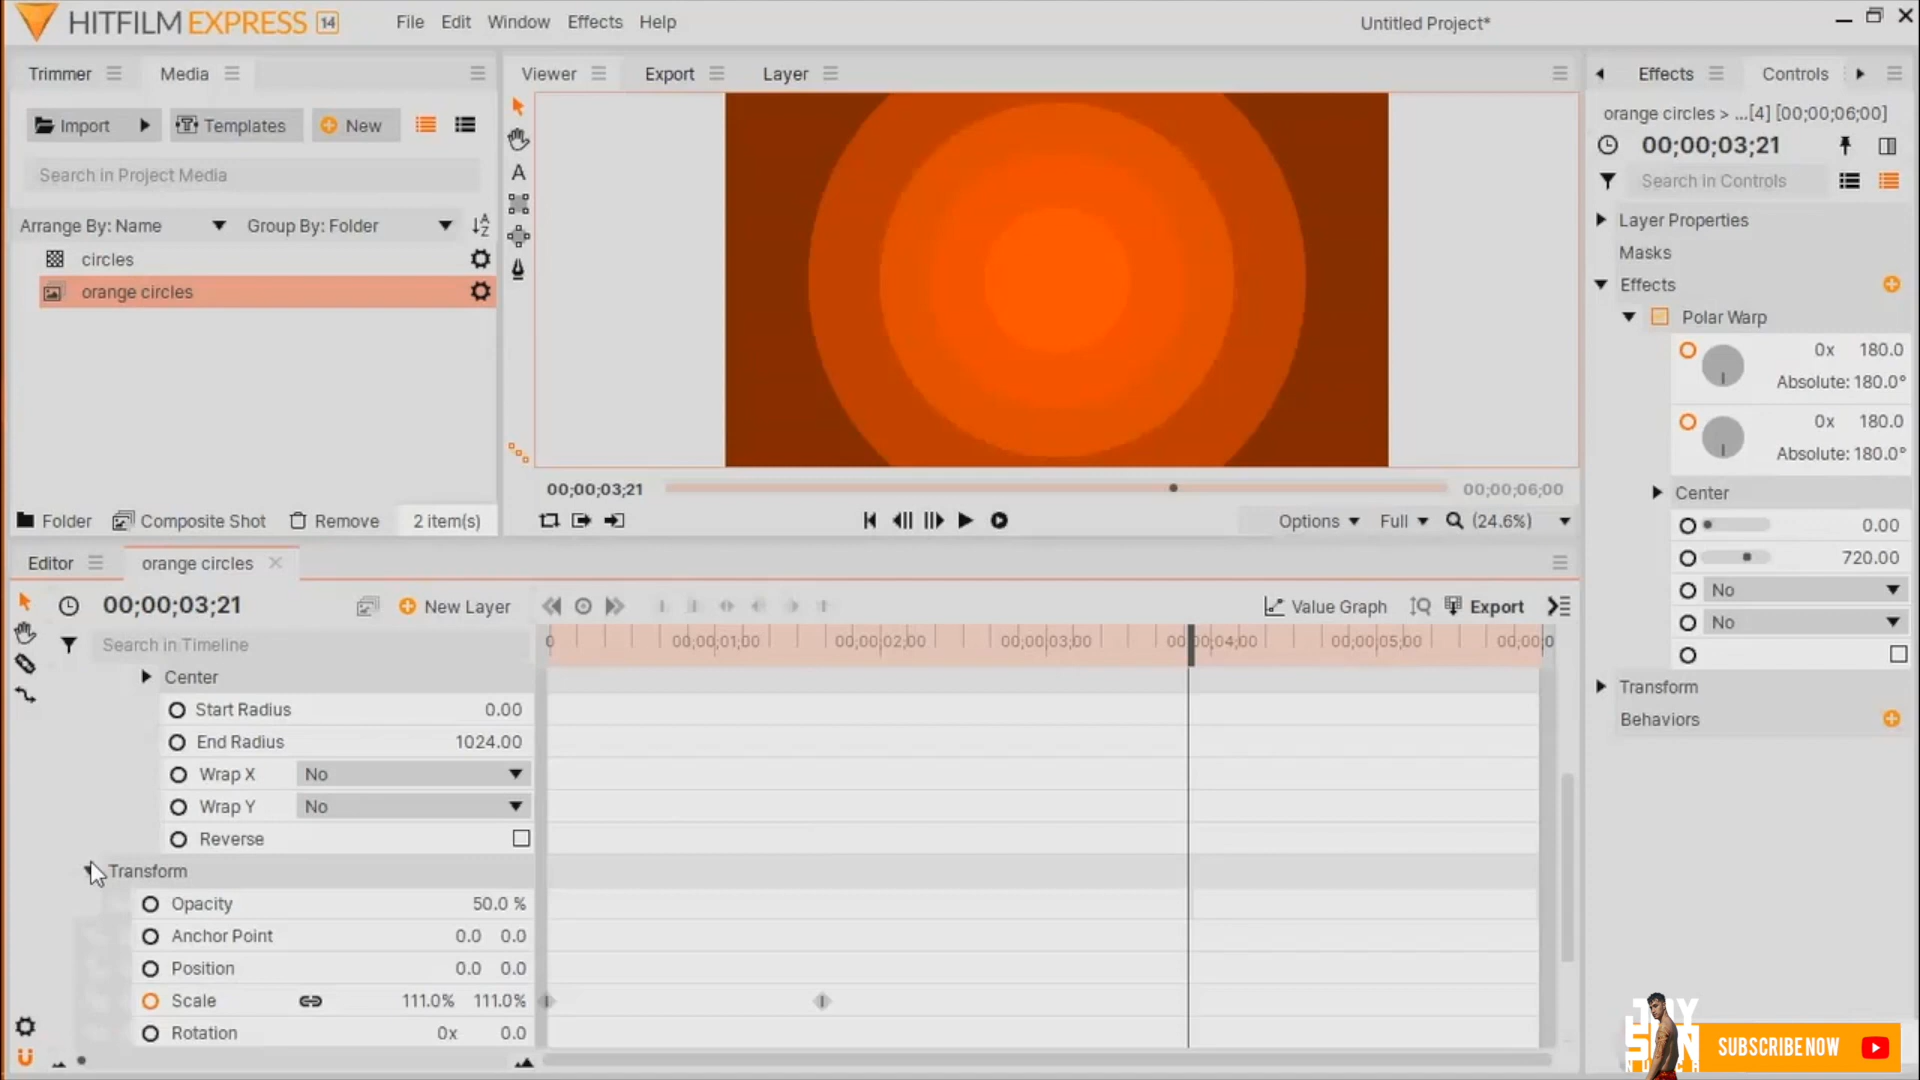 HITFILM EXPRESS 14
File Edit Window Effects Help
Untitled Project*
Trimmer Media
Import Templates New
Search in Project Media
Arrange By: Name Group By: Folder
circles
orange circles
Folder Composite Shot Remove 2 item(s)
Viewer Export Layer
A
00;00;03;21 00;00;06;00
Options Full (24.6%)
Effects Controls
orange circles > ...[4] [00;00;06;00]
00;00;03;21
Search in Controls
Layer Properties
Masks
Effects
Polar Warp
0x 180.0
Absolute: 180.0°
0x 180.0
Absolute: 180.0°
Center
0.00
720.00
No
No
Transform
Behaviors
Editor orange circles
00;00;03;21 New Layer Value Graph Export
Search in Timeline
0 00;00;01;00 00;00;02;00 00;00;03;00 00;00;04;00 00;00;05;00 00;00;0
Center
Start Radius 0.00
End Radius 1024.00
Wrap X No
Wrap Y No
Reverse
Transform
Opacity 50.0 %
Anchor Point 0.0 0.0
Position 0.0 0.0
Scale 111.0% 111.0%
Rotation 0x 0.0
SUBSCRIBE NOW